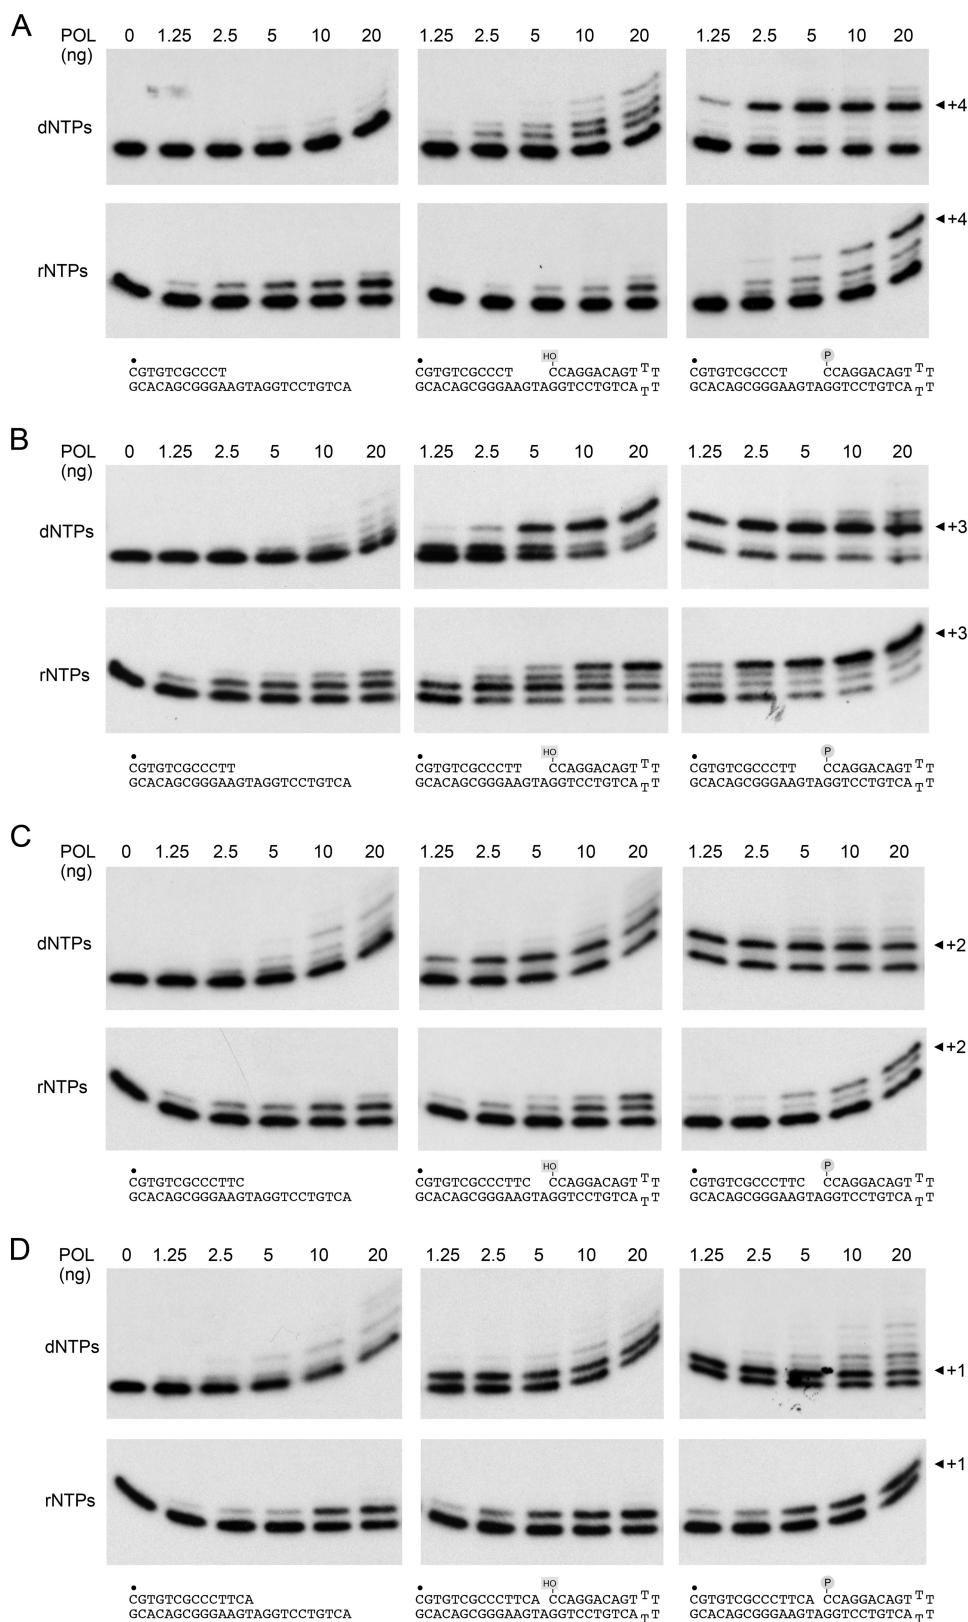 A
POL 0 1.25 2.5 5 10 20 1.25 2.5 5 10 20 1.25 2.5 5 10 20
(ng)
dNTPs ◄+4
rNTPs ◄+4
HO P
CGTGTCGCCCT CGTGTCGCCCT CCAGGACAGT T T CGTGTCGCCCT CCAGGACAGT T T
GCACAGCGGGAAGTAGGTCCTGTCA GCACAGCGGGAAGTAGGTCCTGTCA T T GCACAGCGGGAAGTAGGTCCTGTCA T T
B
POL 0 1.25 2.5 5 10 20 1.25 2.5 5 10 20 1.25 2.5 5 10 20
(ng)
dNTPs ◄+3
rNTPs ◄+3
HO P
CGTGTCGCCCTT CGTGTCGCCCTT CCAGGACAGT T T CGTGTCGCCCTT CCAGGACAGT T T
GCACAGCGGGAAGTAGGTCCTGTCA GCACAGCGGGAAGTAGGTCCTGTCA T T GCACAGCGGGAAGTAGGTCCTGTCA T T
C
POL 0 1.25 2.5 5 10 20 1.25 2.5 5 10 20 1.25 2.5 5 10 20
(ng)
dNTPs ◄+2
rNTPs ◄+2
HO P
CGTGTCGCCCTTC CGTGTCGCCCTTC CCAGGACAGT T T CGTGTCGCCCTTC CCAGGACAGT T T
GCACAGCGGGAAGTAGGTCCTGTCA GCACAGCGGGAAGTAGGTCCTGTCA T T GCACAGCGGGAAGTAGGTCCTGTCA T T
D
POL 0 1.25 2.5 5 10 20 1.25 2.5 5 10 20 1.25 2.5 5 10 20
(ng)
dNTPs ◄+1
rNTPs ◄+1
HO P
CGTGTCGCCCTTCA CGTGTCGCCCTTCA CCAGGACAGT T T CGTGTCGCCCTTCA CCAGGACAGT T T
GCACAGCGGGAAGTAGGTCCTGTCA GCACAGCGGGAAGTAGGTCCTGTCA T T GCACAGCGGGAAGTAGGTCCTGTCA T T